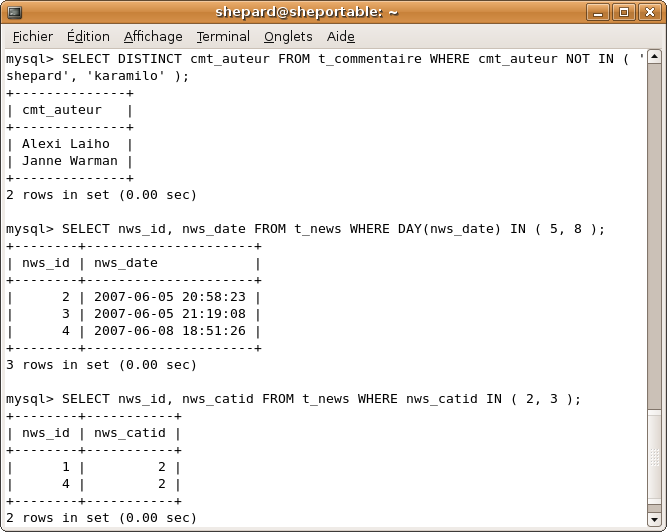 shepard@sheportable: ~
Fichier Édition Affichage Terminal Onglets Aide
mysql> SELECT DISTINCT cmt_auteur FROM t_commentaire WHERE cmt_auteur NOT IN ( '
shepard', 'karamilo' );
+--------------+
| cmt_auteur   |
+--------------+
| Alexi Laiho  |
| Janne Warman |
+--------------+
2 rows in set (0.00 sec)
mysql> SELECT nws_id, nws_date FROM t_news WHERE DAY(nws_date) IN ( 5, 8 );
+--------+---------------------+
| nws_id | nws_date            |
+--------+---------------------+
|      2 | 2007-06-05 20:58:23 |
|      3 | 2007-06-05 21:19:08 |
|      4 | 2007-06-08 18:51:26 |
+--------+---------------------+
3 rows in set (0.00 sec)
mysql> SELECT nws_id, nws_catid FROM t_news WHERE nws_catid IN ( 2, 3 );
+--------+-----------+
| nws_id | nws_catid |
+--------+-----------+
|      1 |         2 |
|      4 |         2 |
+--------+-----------+
2 rows in set (0.00 sec)